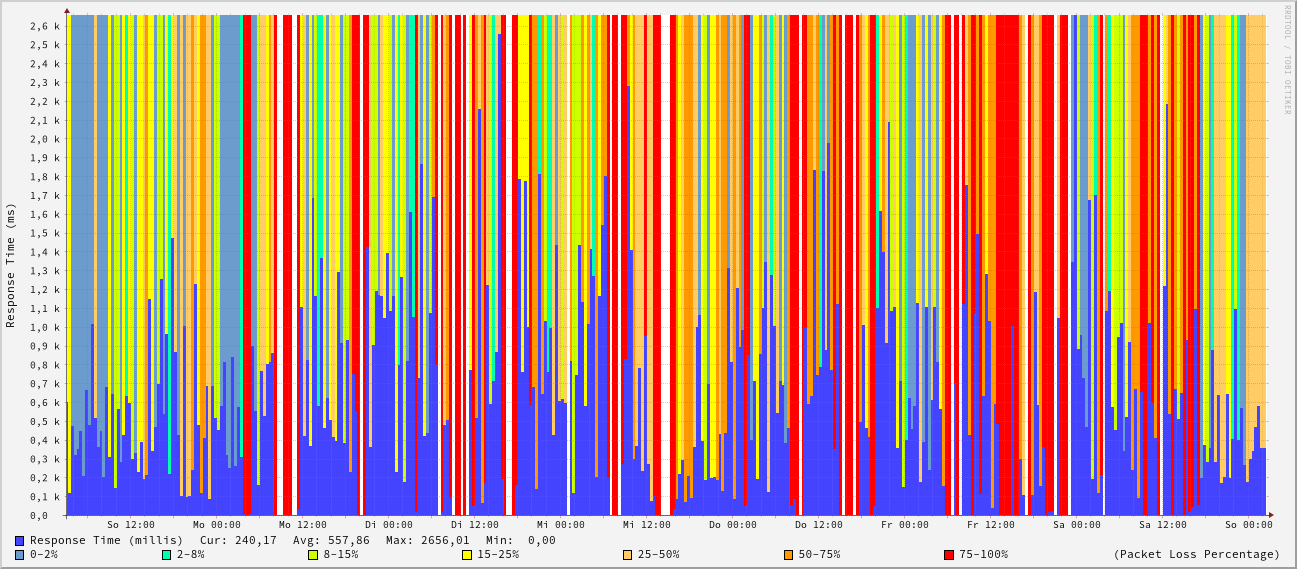 RRDTOOL / TOBI OETIKER
Response Time (ms)
2,6 k
2,5 k
2,4 k
2,3 k
2,2 k
2,1 k
2,0 k
1,9 k
1,8 k
1,7 k
1,6 k
1,5 k
1,4 k
1,3 k
1,2 k
1,1 k
1,0 k
0,9 k
0,8 k
0,7 k
0,6 k
0,5 k
0,4 k
0,3 k
0,2 k
0,1 k
0,0
So 12:00 Mo 00:00 Mo 12:00 Di 00:00 Di 12:00 Mi 00:00 Mi 12:00 Do 00:00 Do 12:00 Fr 00:00 Fr 12:00 Sa 00:00 Sa 12:00 So 00:00
Response Time (millis) Cur: 240,17 Avg: 557,86 Max: 2656,01 Min: 0,00
0-2% 2-8% 8-15% 15-25% 25-50% 50-75% 75-100% (Packet Loss Percentage)